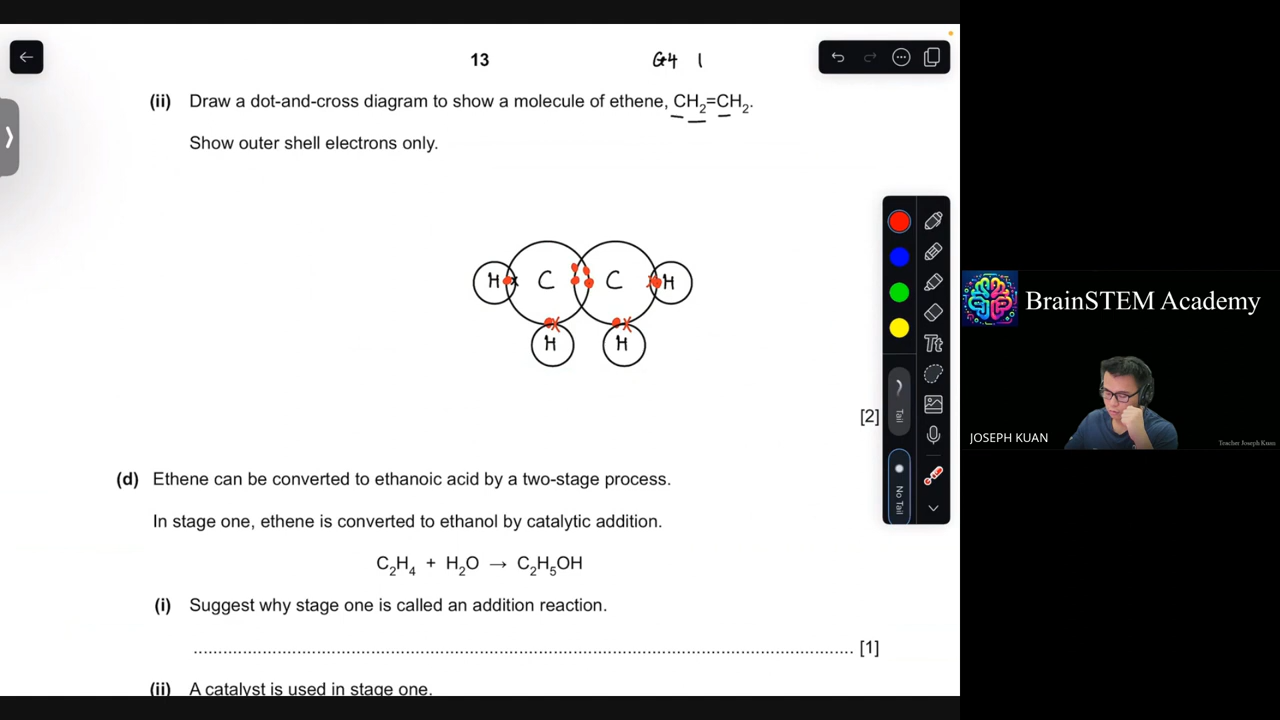 13
G4 1
(ii) Draw a dot-and-cross diagram to show a molecule of ethene, CH₂=CH₂.
Show outer shell electrons only.
H C C H
H H
[2]
(d) Ethene can be converted to ethanoic acid by a two-stage process.
In stage one, ethene is converted to ethanol by catalytic addition.
C₂H₄ + H₂O → C₂H₅OH
(i) Suggest why stage one is called an addition reaction.
[1]
(ii) A catalyst is used in stage one.
Tt
Tail
No Tail
BrainSTEM Academy
JOSEPH KUAN
Teacher Joseph Kuan